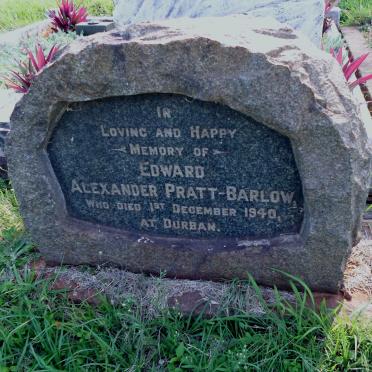 In
Loving and Happy
Memory of
Edward
Alexander Pratt-Barlow,
who died 1st December 1940,
at Durban.